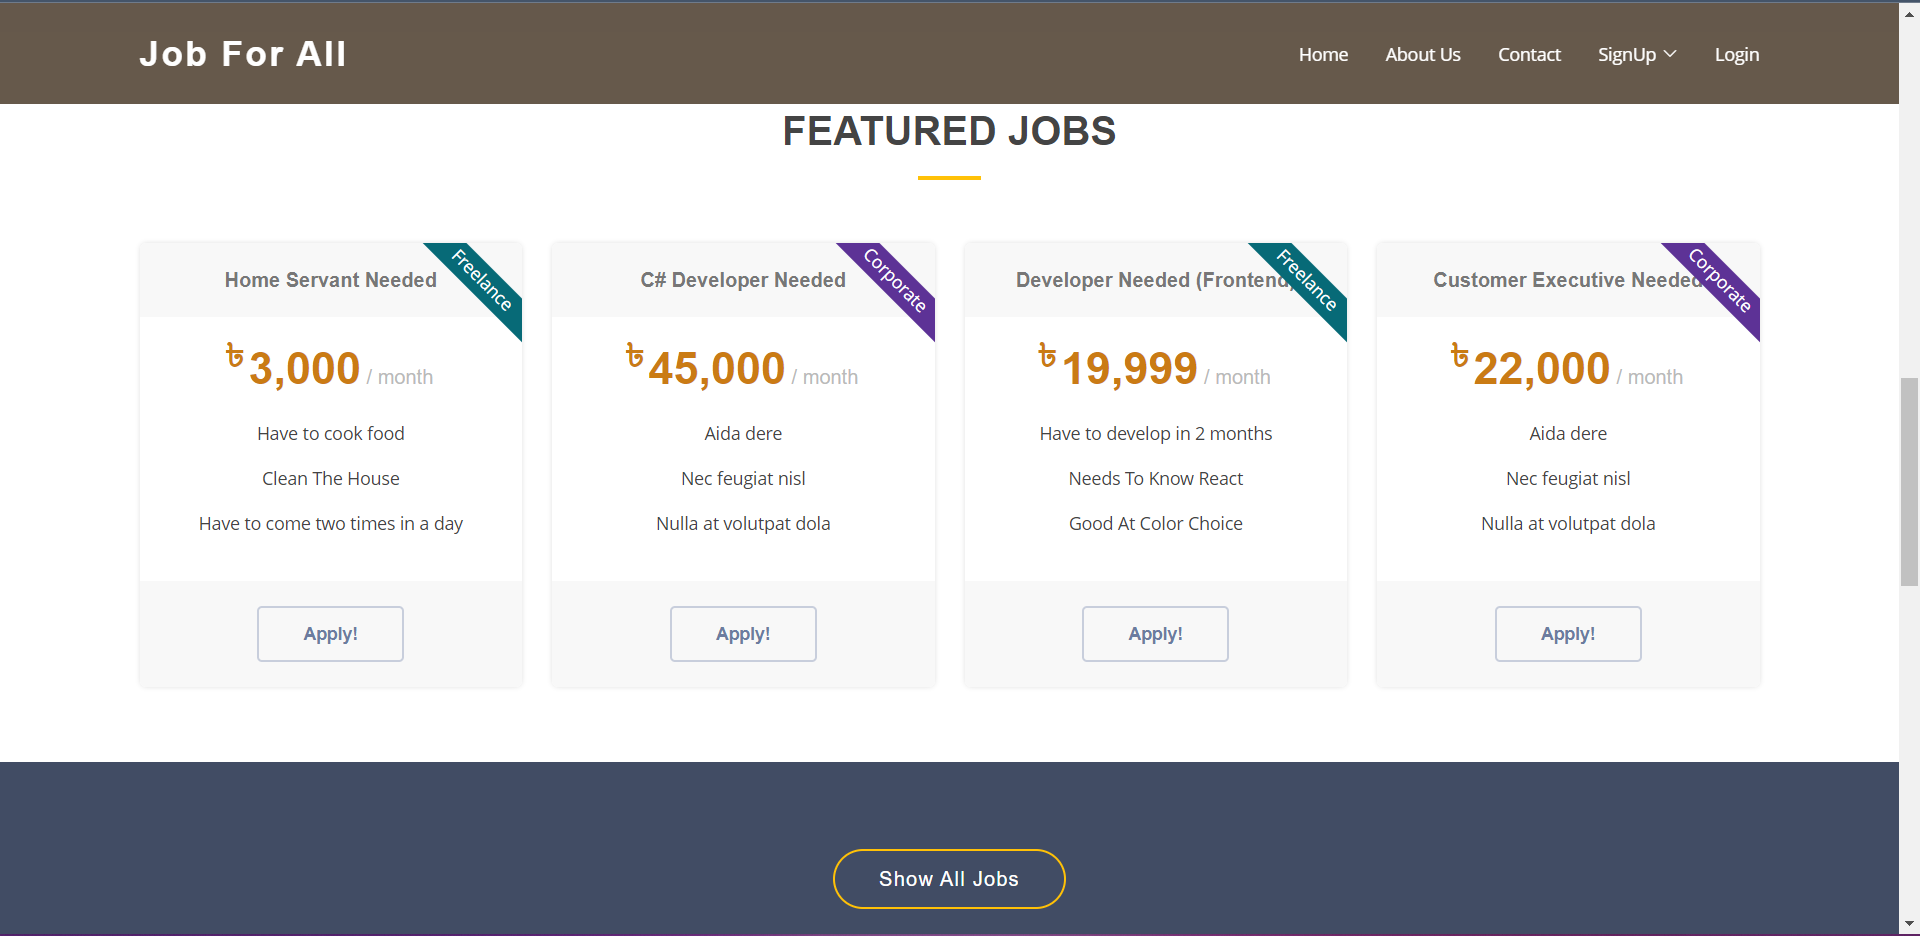 Job For All
Home About Us Contact SignUp Login
FEATURED JOBS
Home Servant Needed
Freelance
৳3,000 / month
Have to cook food
Clean The House
Have to come two times in a day
Apply!
C# Developer Needed
Corporate
৳45,000 / month
Aida dere
Nec feugiat nisl
Nulla at volutpat dola
Apply!
Developer Needed (Frontend)
Freelance
৳19,999 / month
Have to develop in 2 months
Needs To Know React
Good At Color Choice
Apply!
Customer Executive Needed
Corporate
৳22,000 / month
Aida dere
Nec feugiat nisl
Nulla at volutpat dola
Apply!
Show All Jobs